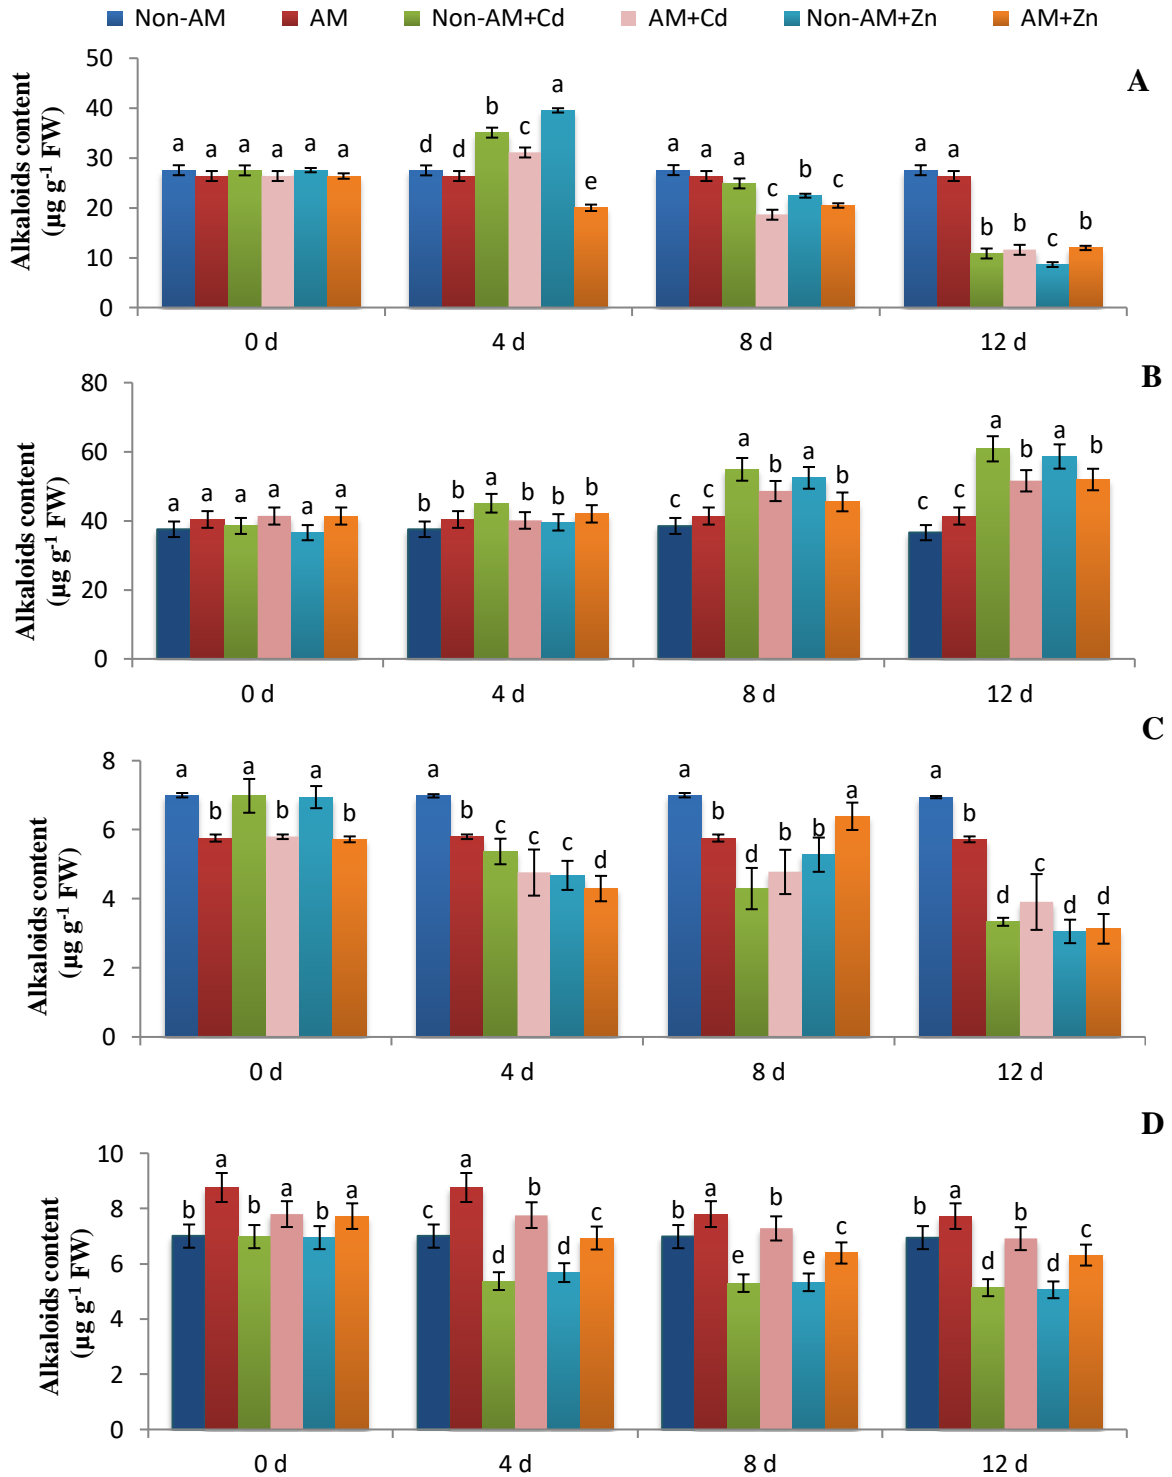 Non-AM AM Non-AM+Cd AM+Cd Non-AM+Zn AM+Zn
A
Alkaloids content
(µg g-1 FW)
50
40
30
20
10
0
a a a a a a
d d b c a e
a a a c b c
a a b b c b
0 d 4 d 8 d 12 d
B
Alkaloids content
(µg g-1 FW)
80
60
40
20
0
a a a a a a
b b a b b b
c c a b a b
c c a b a b
0 d 4 d 8 d 12 d
C
Alkaloids content
(µg g-1 FW)
8
6
4
2
0
a b a b a b
a b c c c d
a b d b b a
a b d c d d
0 d 4 d 8 d 12 d
D
Alkaloids content
(µg g-1 FW)
10
8
6
4
2
0
b a b a b a
c a d b d c
b a e b e c
b a d b d c
0 d 4 d 8 d 12 d